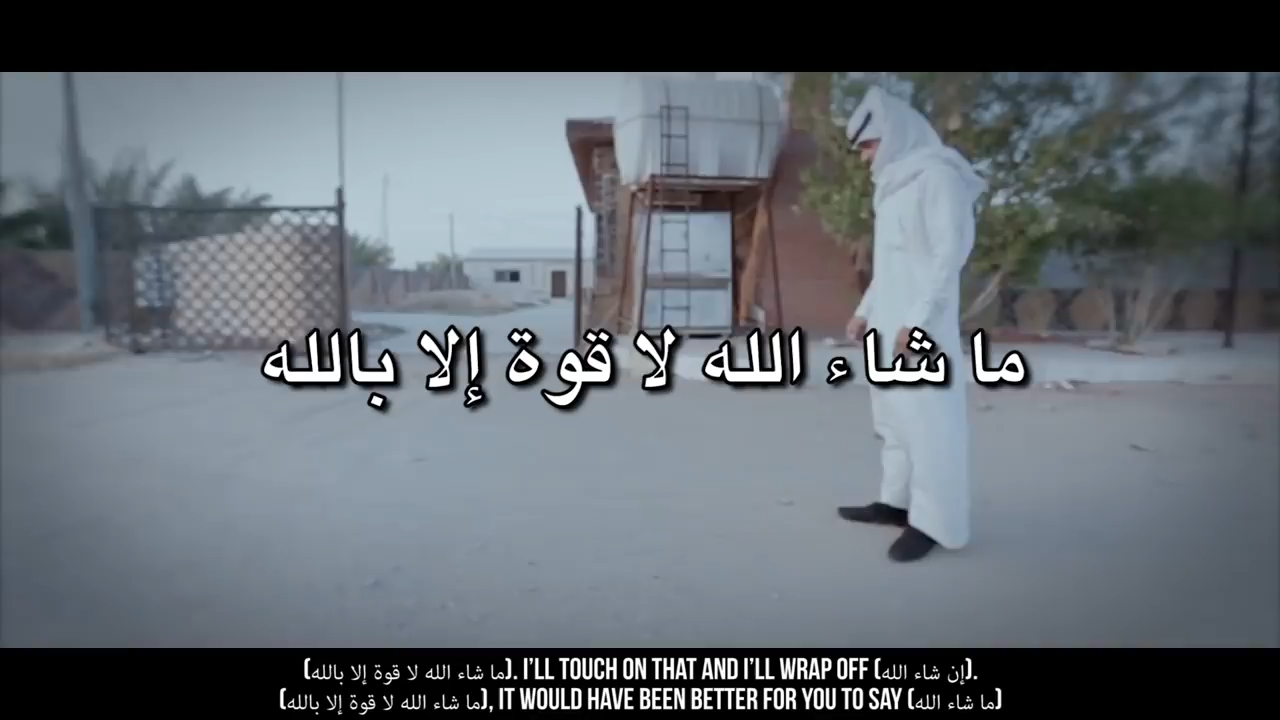 ما شاء الله لا قوة إلا بالله
(ما شاء الله لا قوة إلا بالله). I'LL TOUCH ON THAT AND I'LL WRAP OFF (إن شاء الله).
(ما شاء الله لا قوة إلا بالله), IT WOULD HAVE BEEN BETTER FOR YOU TO SAY (ما شاء الله)